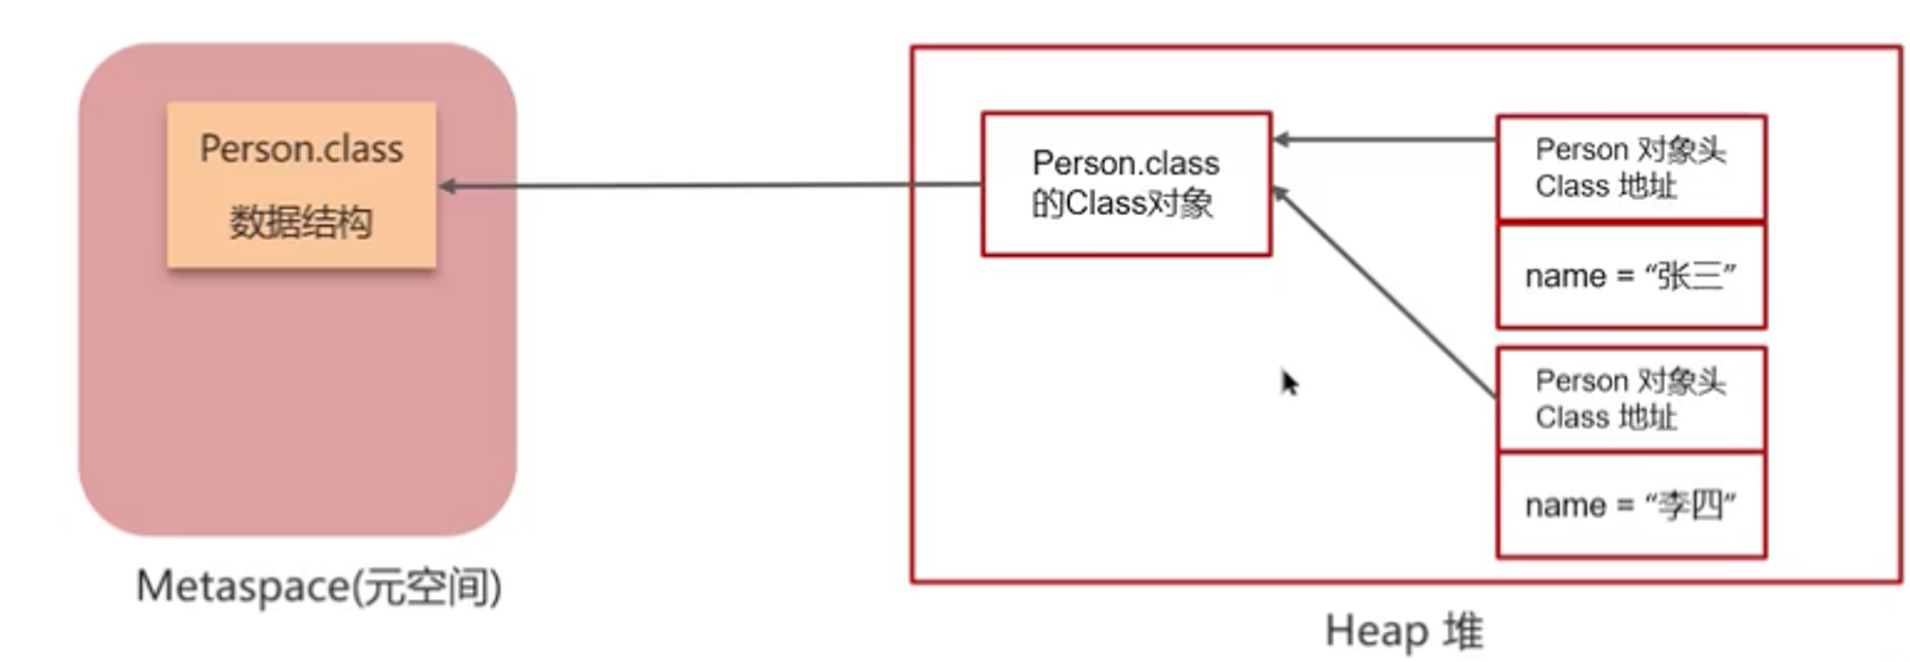 Person.class
数据结构
Metaspace(元空间)
Person.class
的Class对象
Person 对象头
Class 地址
name = “张三”
Person 对象头
Class 地址
name = “李四”
Heap 堆